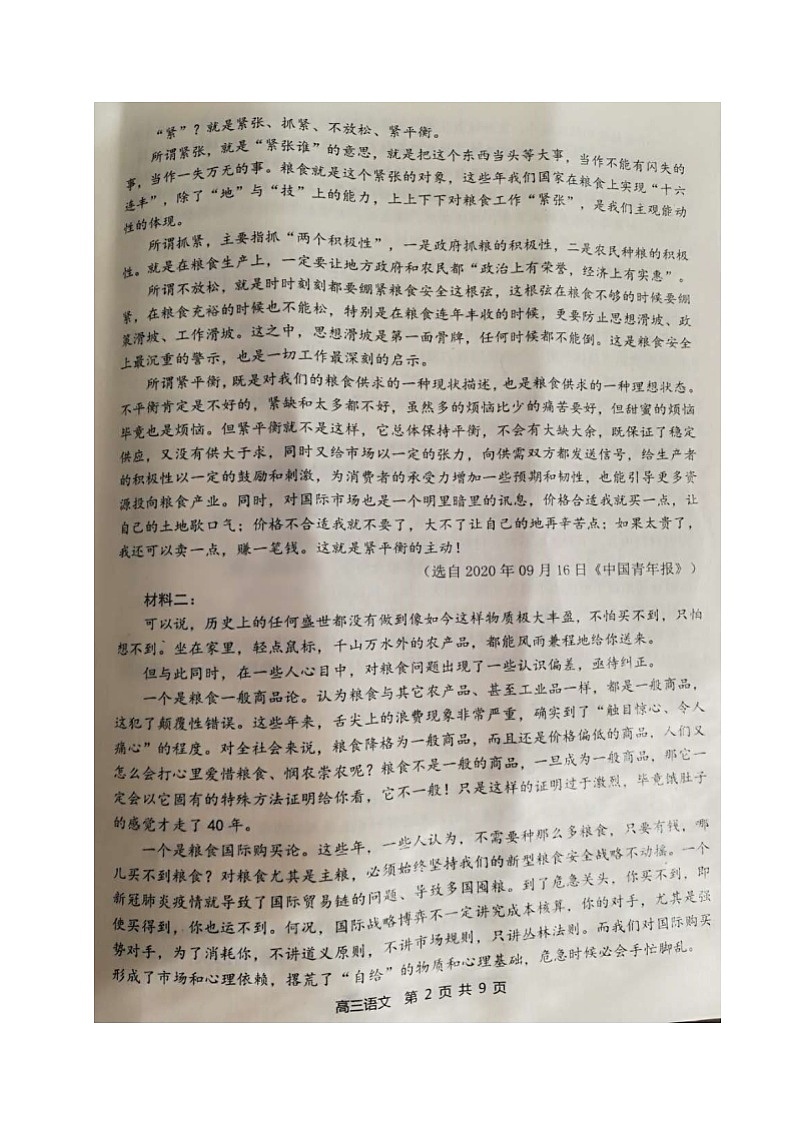 “紧”？就是紧张、抓紧、不放松、紧平衡。
所谓紧张，就是“紧张谁”的意思，就是把这个东西当头等大事，当作不能有闪失的
事，当作一失万无的事。粮食就是这个紧张的对象，这些年我们国家在粮食上实现“十六
连丰”，除了“地”与“技”上的能力，上上下下对粮食工作“紧张”，是我们主观能动
性的体现。
所谓抓紧，主要指抓“两个积极性”，一是政府抓粮的积极性，二是农民种粮的积极
性。就是在粮食生产上，一定要让地方政府和农民都“政治上有荣誉，经济上有实惠”。
所谓不放松，就是时时刻刻都要绷紧粮食安全这根弦，这根弦在粮食不够的时候要绷
紧，在粮食充裕的时候也不能松，特别是在粮食连年丰收的时候，更要防止思想滑坡、政
策滑坡、工作滑坡。这之中，思想滑坡是第一面骨牌，任何时候都不能倒。这是粮食安全
上最沉重的警示，也是一切工作最深刻的启示。
所谓紧平衡，既是对我们的粮食供求的一种现状描述，也是粮食供求的一种理想状态。
不平衡肯定是不好的，紧缺和太多都不好，虽然多的烦恼比少的痛苦要好，但甜蜜的烦恼
毕竟也是烦恼。但紧平衡就不是这样，它总体保持平衡，不会有大缺大余，既保证了稳定
供应，又没有供大于求，同时又给市场以一定的张力，向供需双方都发送信号，给生产者
的积极性以一定的鼓励和刺激，为消费者的承受力增加一些预期和韧性，也能引导更多资
源投向粮食产业。同时，对国际市场也是一个明里暗里的讯息，价格合适我就买一点，让
自己的土地歇口气；价格不合适我就不要了，大不了让自己的地再辛苦点；如果太贵了，
我还可以卖一点，赚一笔钱。这就是紧平衡的主动！
（选自 2020 年 09 月 16 日《中国青年报》）
材料二：
可以说，历史上的任何盛世都没有做到像如今这样物质极大丰盈，不怕买不到，只怕
想不到。坐在家里，轻点鼠标，千山万水外的农产品，都能风雨兼程地给你送来。
但与此同时，在一些人心目中，对粮食问题出现了一些认识偏差，亟待纠正。
一个是粮食一般商品论。认为粮食与其它农产品、甚至工业品一样，都是一般商品，
这犯了颠覆性错误。这些年来，舌尖上的浪费现象非常严重，确实到了“触目惊心、令人
痛心”的程度。对全社会来说，粮食降格为一般商品，而且还是价格偏低的商品，人们又
怎么会打心里爱惜粮食、悯农崇农呢？粮食不是一般的商品，一旦成为一般商品，那它一
定会以它固有的特殊方法证明给你看，它不一般！只是这样的证明过于激烈，毕竟饿肚子
的感觉才走了 40 年。
一个是粮食国际购买论。这些年，一些人认为，不需要种那么多粮食，只要有钱，哪
儿买不到粮食？对粮食尤其是主粮，必须始终坚持我们的新型粮食安全战略不动摇。一个
新冠肺炎疫情就导致了国际贸易链的问题、导致多国囤粮。到了危急关头，你买不到，即
使买得到，你也运不到。何况，国际战略博弈不一定讲究成本核算，你的对手，尤其是强
势对手，为了消耗你，不讲道义原则，不讲市场规则，只讲丛林法则。而我们对国际购买
形成了市场和心理依赖，撂荒了“自给”的物质和心理基础，危急时候必会手忙脚乱。
高三语文 第 2 页 共 9 页